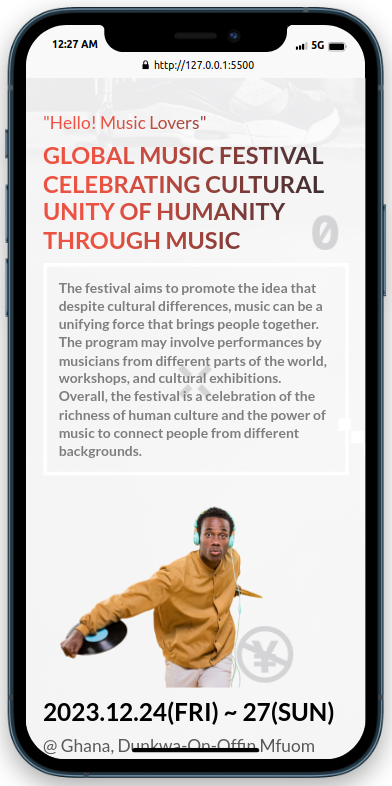 12:27 AM
5G
http://127.0.0.1:5500
"Hello! Music Lovers"
GLOBAL MUSIC FESTIVAL
CELEBRATING CULTURAL
UNITY OF HUMANITY
THROUGH MUSIC
0
The festival aims to promote the idea that
despite cultural differences, music can be a
unifying force that brings people together.
The program may involve performances by
musicians from different parts of the world,
workshops, and cultural exhibitions.
Overall, the festival is a celebration of the
richness of human culture and the power of
music to connect people from different
backgrounds.
¥
2023.12.24(FRI) ~ 27(SUN)
@ Ghana, Dunkwa-On-Offin Mfuom